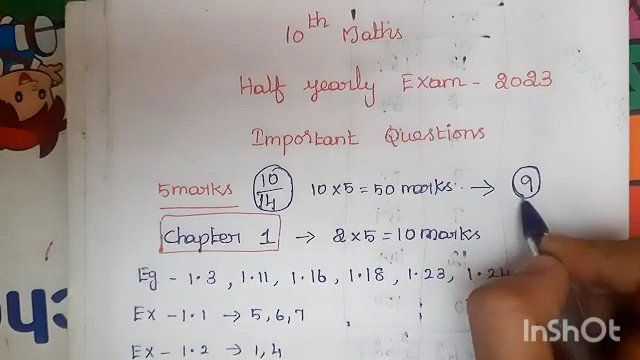 10th Maths
Half yearly Exam - 2023
Important Questions
5marks 10/14 10 x 5 = 50 marks → 9
Chapter 1 → 2 x 5 = 10 marks
Eg - 1.3, 1.11, 1.16, 1.18, 1.23, 1.24
Ex - 1.1 → 5, 6, 7
Ex - 1.2 → 1, 4
InShOt